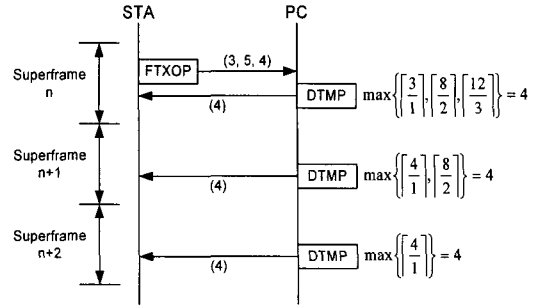 STA PC
FTXOP (3, 5, 4)
Superframe
n
(4) DTMP max{⌈3/1⌉,⌈8/2⌉,⌈12/3⌉} = 4
Superframe
n+1
(4) DTMP max{⌈4/1⌉,⌈8/2⌉} = 4
Superframe
n+2
(4) DTMP max{⌈4/1⌉} = 4